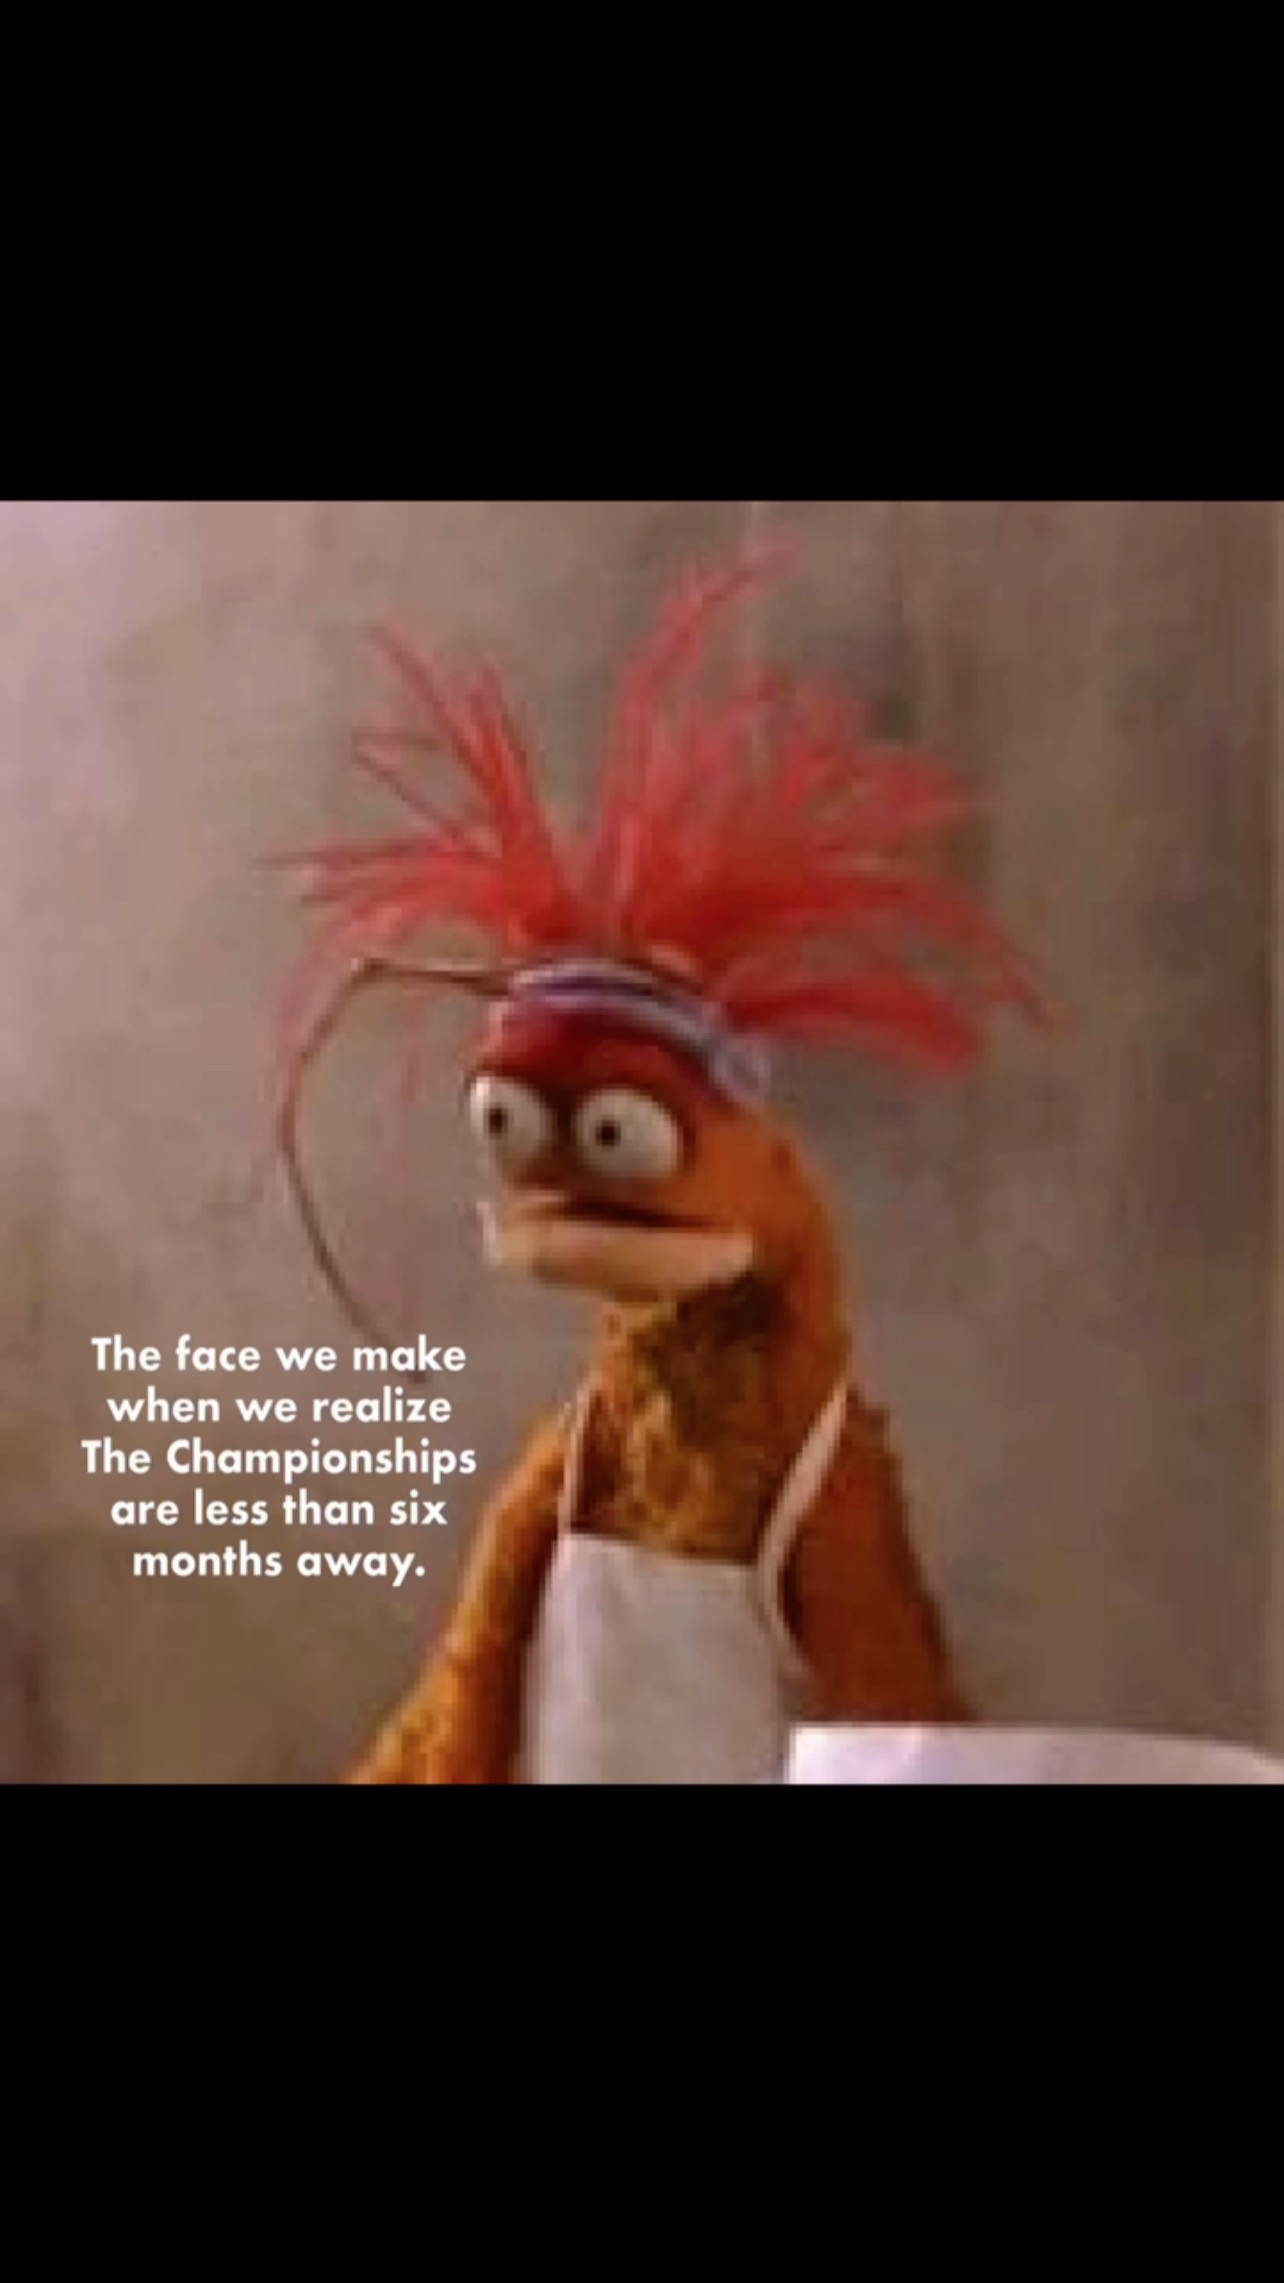 The face we make
when we realize
The Championships
are less than six
months away.